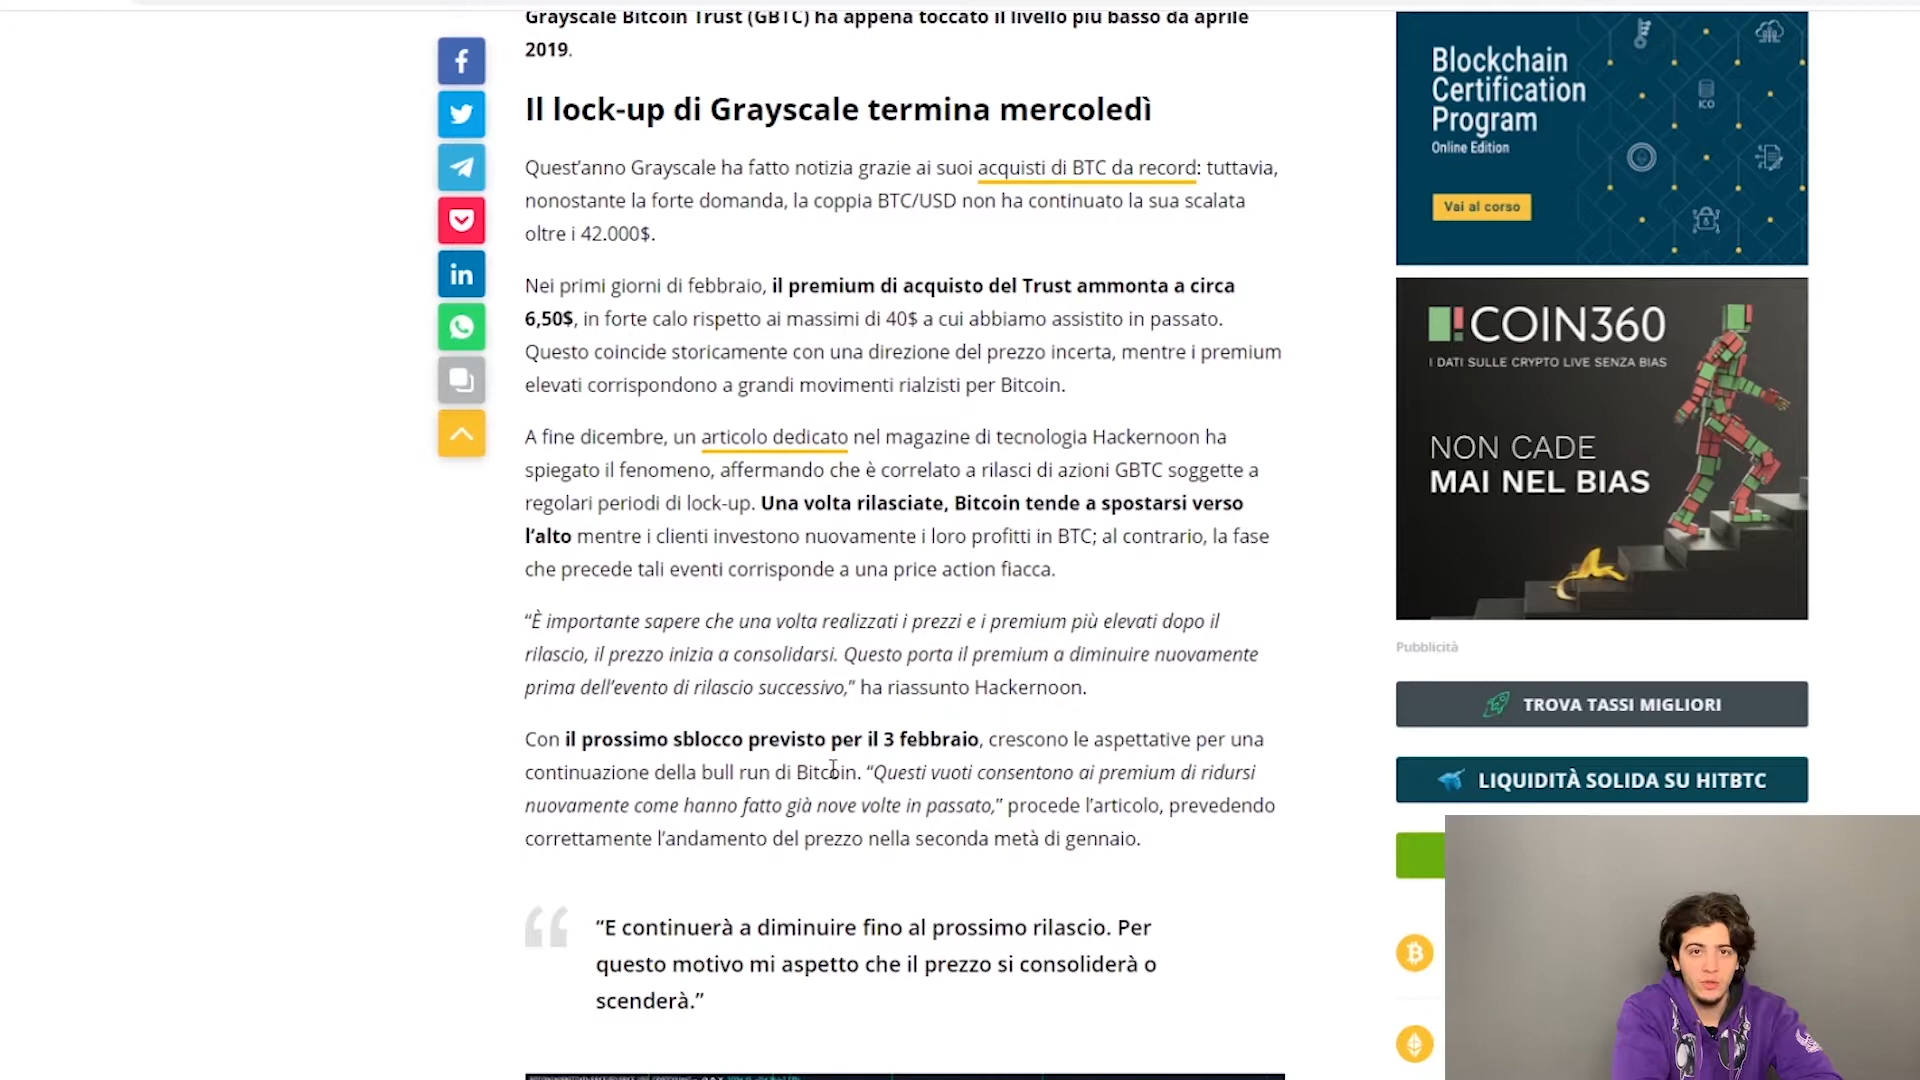 Grayscale Bitcoin Trust (GBTC) ha appena toccato il livello più basso da aprile
2019.
Il lock-up di Grayscale termina mercoledì
Quest’anno Grayscale ha fatto notizia grazie ai suoi acquisti di BTC da record: tuttavia,
nonostante la forte domanda, la coppia BTC/USD non ha continuato la sua scalata
oltre i 42.000$.
Nei primi giorni di febbraio, il premium di acquisto del Trust ammonta a circa
6,50$, in forte calo rispetto ai massimi di 40$ a cui abbiamo assistito in passato.
Questo coincide storicamente con una direzione del prezzo incerta, mentre i premium
elevati corrispondono a grandi movimenti rialzisti per Bitcoin.
A fine dicembre, un articolo dedicato nel magazine di tecnologia Hackernoon ha
spiegato il fenomeno, affermando che è correlato a rilasci di azioni GBTC soggette a
regolari periodi di lock-up. Una volta rilasciate, Bitcoin tende a spostarsi verso
l’alto mentre i clienti investono nuovamente i loro profitti in BTC; al contrario, la fase
che precede tali eventi corrisponde a una price action fiacca.
“È importante sapere che una volta realizzati i prezzi e i premium più elevati dopo il
rilascio, il prezzo inizia a consolidarsi. Questo porta il premium a diminuire nuovamente
prima dell’evento di rilascio successivo,” ha riassunto Hackernoon.
Con il prossimo sblocco previsto per il 3 febbraio, crescono le aspettative per una
continuazione della bull run di Bitcoin. “Questi vuoti consentono ai premium di ridursi
nuovamente come hanno fatto già nove volte in passato,” procede l’articolo, prevedendo
correttamente l’andamento del prezzo nella seconda metà di gennaio.
“E continuerà a diminuire fino al prossimo rilascio. Per
questo motivo mi aspetto che il prezzo si consoliderà o
scenderà.”
Blockchain
Certification
Program
Online Edition
Vai al corso
ICO
COIN360
I DATI SULLE CRYPTO LIVE SENZA BIAS
NON CADE
MAI NEL BIAS
Pubblicità
TROVA TASSI MIGLIORI
LIQUIDITÀ SOLIDA SU HITBTC